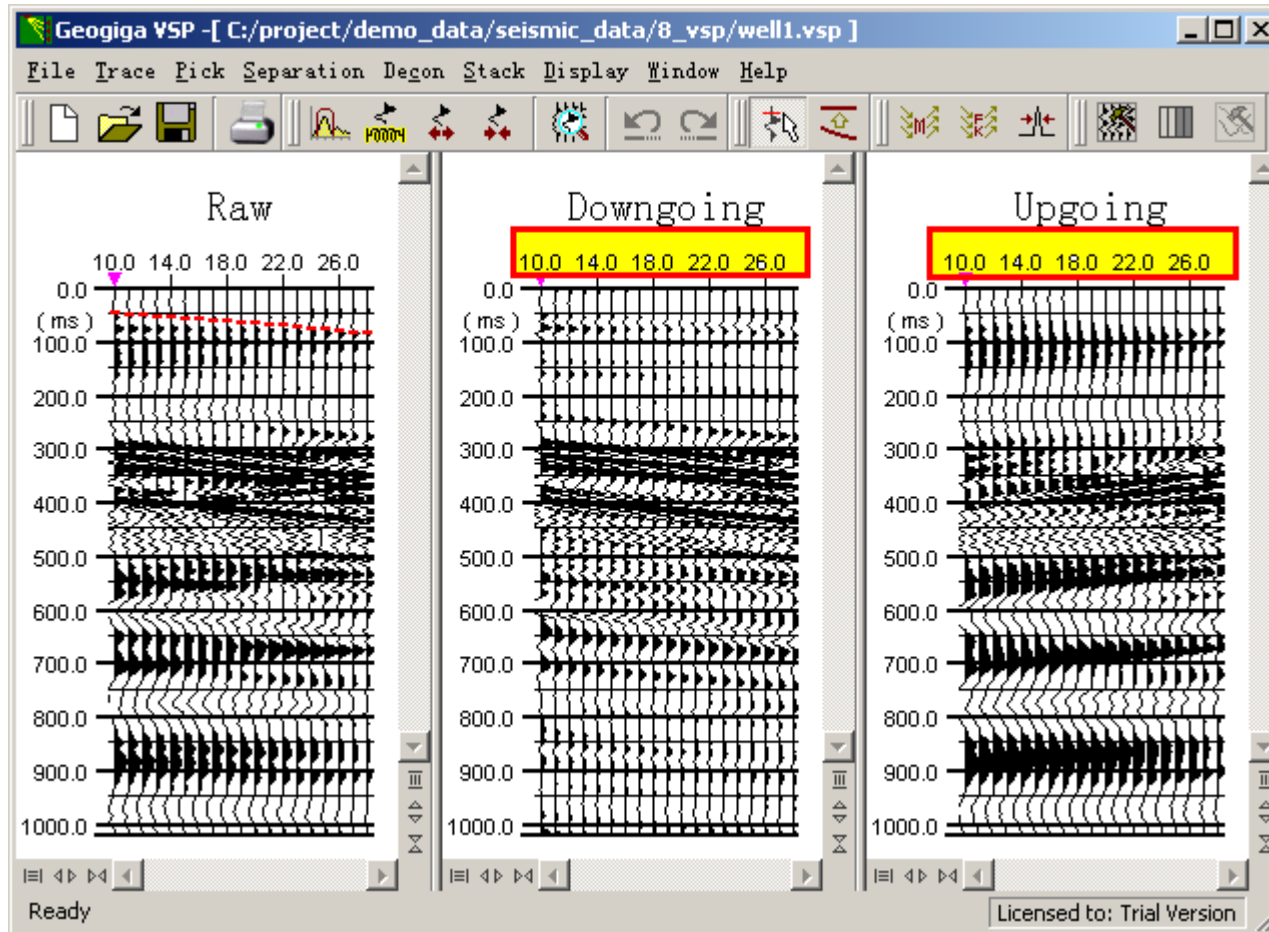 Geogiga VSP -[ C:/project/demo_data/seismic_data/8_vsp/well1.vsp ]
File Trace Pick Separation Decon Stack Display Window Help
M
F
K
Raw
10.0 14.0 18.0 22.0 26.0
0.0
(ms)
100.0
200.0
300.0
400.0
500.0
600.0
700.0
800.0
900.0
1000.0
Downgoing
10.0 14.0 18.0 22.0 26.0
0.0
(ms)
100.0
200.0
300.0
400.0
500.0
600.0
700.0
800.0
900.0
1000.0
Upgoing
10.0 14.0 18.0 22.0 26.0
0.0
(ms)
100.0
200.0
300.0
400.0
500.0
600.0
700.0
800.0
900.0
1000.0
Ready
Licensed to: Trial Version